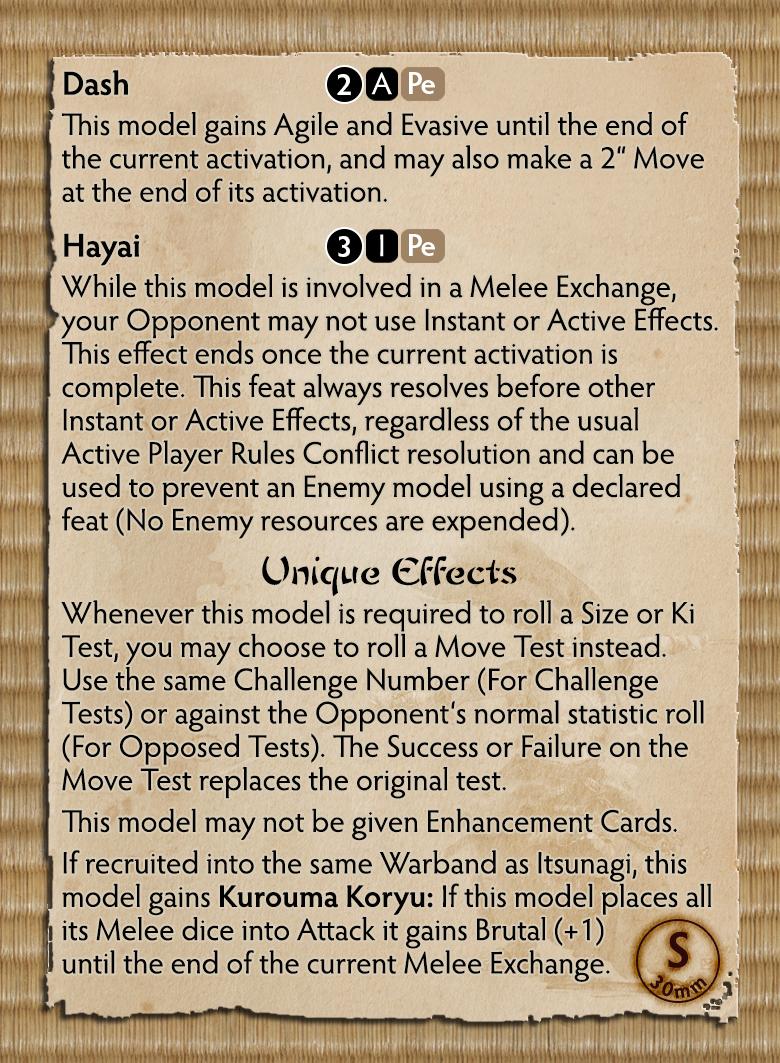 Dash 2 A Pe
This model gains Agile and Evasive until the end of
the current activation, and may also make a 2“ Move
at the end of its activation.
Hayai 3 I Pe
While this model is involved in a Melee Exchange,
your Opponent may not use Instant or Active Effects.
This effect ends once the current activation is
complete. This feat always resolves before other
Instant or Active Effects, regardless of the usual
Active Player Rules Conflict resolution and can be
used to prevent an Enemy model using a declared
feat (No Enemy resources are expended).
Unique Effects
Whenever this model is required to roll a Size or Ki
Test, you may choose to roll a Move Test instead.
Use the same Challenge Number (For Challenge
Tests) or against the Opponent‘s normal statistic roll
(For Opposed Tests). The Success or Failure on the
Move Test replaces the original test.
This model may not be given Enhancement Cards.
If recruited into the same Warband as Itsunagi, this
model gains Kurouma Koryu: If this model places all
its Melee dice into Attack it gains Brutal (+1)
until the end of the current Melee Exchange.
S
30mm